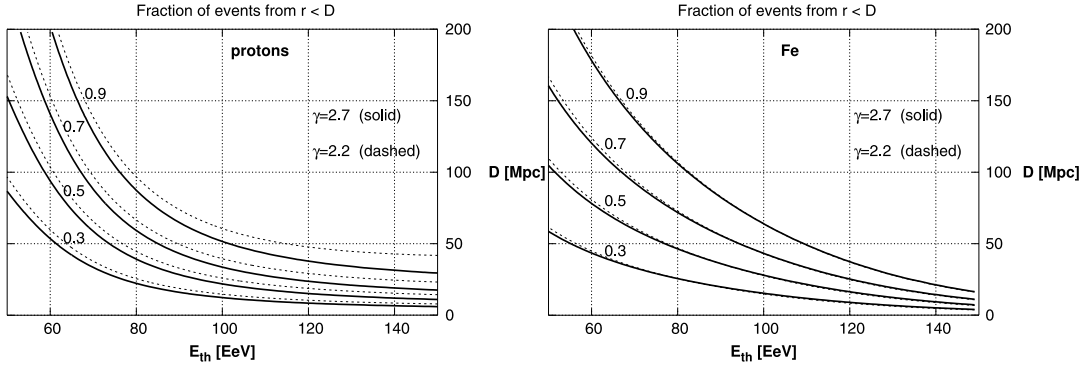 Fraction of events from r < D
protons
0.9
0.7
0.5
0.3
γ=2.7 (solid)
γ=2.2 (dashed)
200
150
100
50
0
D [Mpc]
60 80 100 120 140
E_th [EeV]
Fraction of events from r < D
Fe
0.9
0.7
0.5
0.3
γ=2.7 (solid)
γ=2.2 (dashed)
200
150
100
50
0
D [Mpc]
60 80 100 120 140
E_th [EeV]